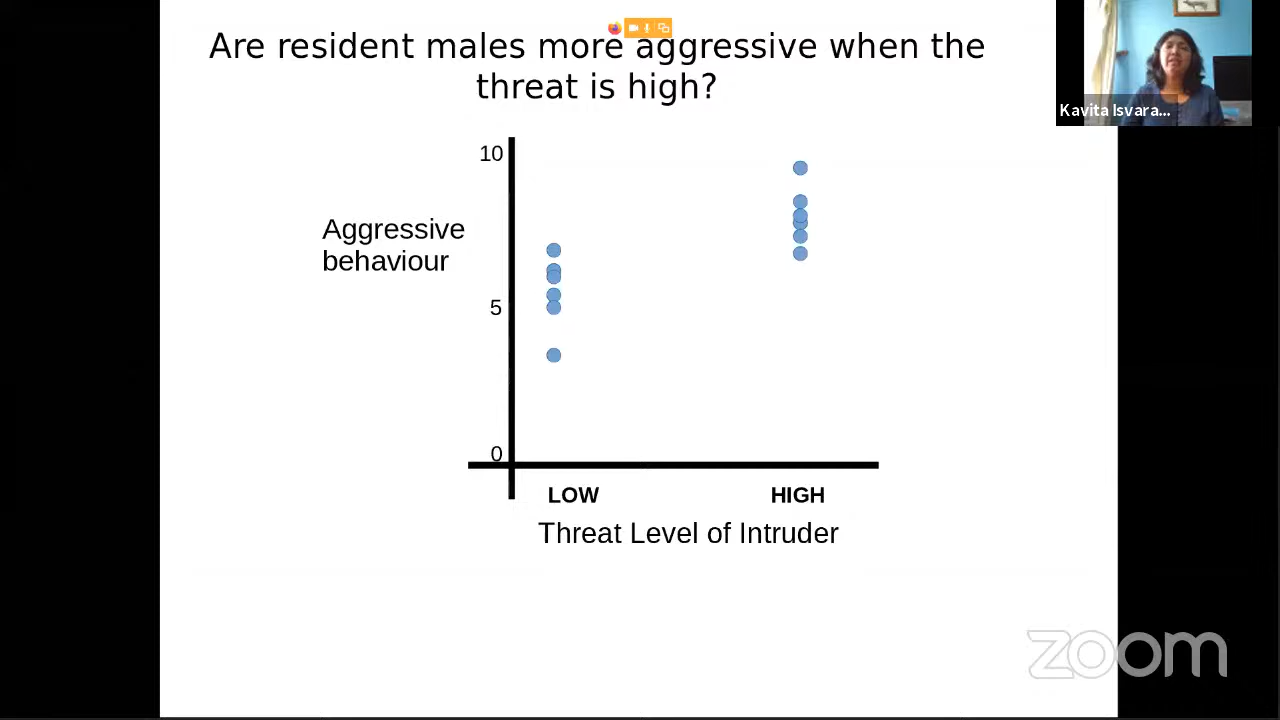 Are resident males more aggressive when the
threat is high?
Kavita Isvara...
10
Aggressive
behaviour
5
0
LOW
HIGH
Threat Level of Intruder
zoom